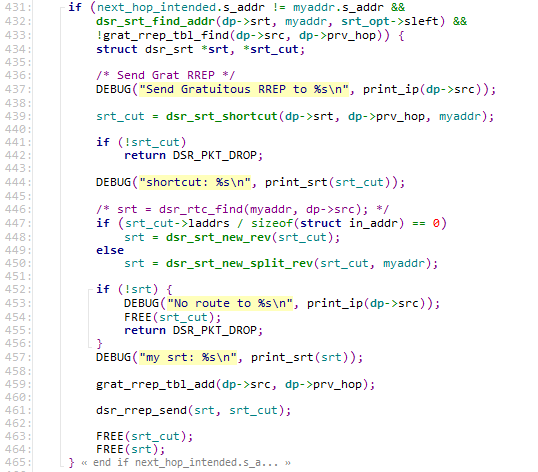 431: if (next_hop_intended.s_addr != myaddr.s_addr &&
432: dsr_srt_find_addr(dp->srt, myaddr, srt_opt->sleft) &&
433: !grat_rrep_tbl_find(dp->src, dp->prv_hop)) {
434: struct dsr_srt *srt, *srt_cut;
435:
436: /* Send Grat RREP */
437: DEBUG("Send Gratuitous RREP to %s\n", print_ip(dp->src));
438:
439: srt_cut = dsr_srt_shortcut(dp->srt, dp->prv_hop, myaddr);
440:
441: if (!srt_cut)
442: return DSR_PKT_DROP;
443:
444: DEBUG("shortcut: %s\n", print_srt(srt_cut));
445:
446: /* srt = dsr_rtc_find(myaddr, dp->src); */
447: if (srt_cut->laddrs / sizeof(struct in_addr) == 0)
448: srt = dsr_srt_new_rev(srt_cut);
449: else
450: srt = dsr_srt_new_split_rev(srt_cut, myaddr);
451:
452: if (!srt) {
453: DEBUG("No route to %s\n", print_ip(dp->src));
454: FREE(srt_cut);
455: return DSR_PKT_DROP;
456: }
457: DEBUG("my srt: %s\n", print_srt(srt));
458:
459: grat_rrep_tbl_add(dp->src, dp->prv_hop);
460:
461: dsr_rrep_send(srt, srt_cut);
462:
463: FREE(srt_cut);
464: FREE(srt);
465: } « end if next_hop_intended.s_a... »